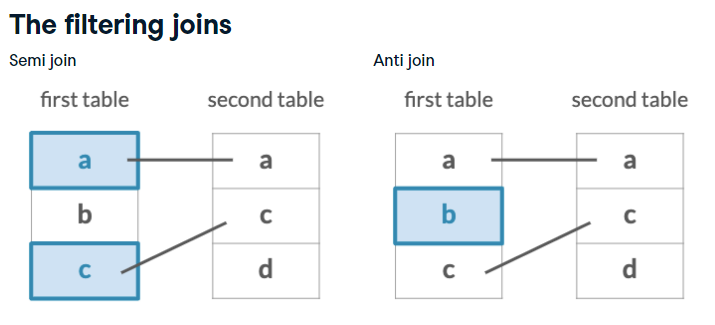 The filtering joins
Semi join
Anti join
first table
second table
first table
second table
a
a
a
a
b
c
b
c
c
d
c
d